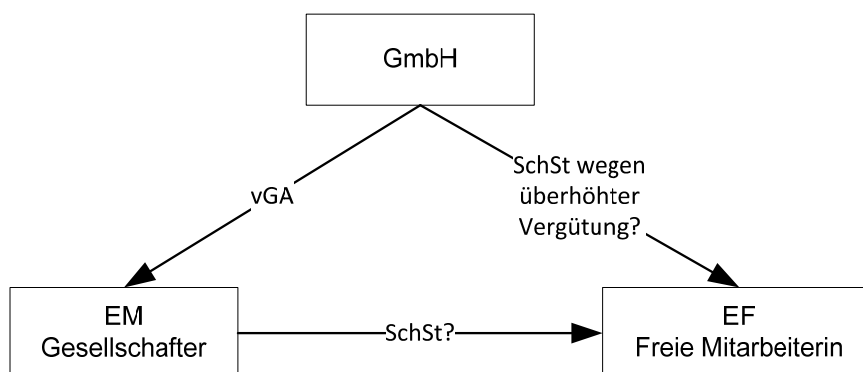 GmbH
SchSt wegen
überhöhter
Vergütung?
vGA
EM
Gesellschafter
SchSt?
EF
Freie Mitarbeiterin